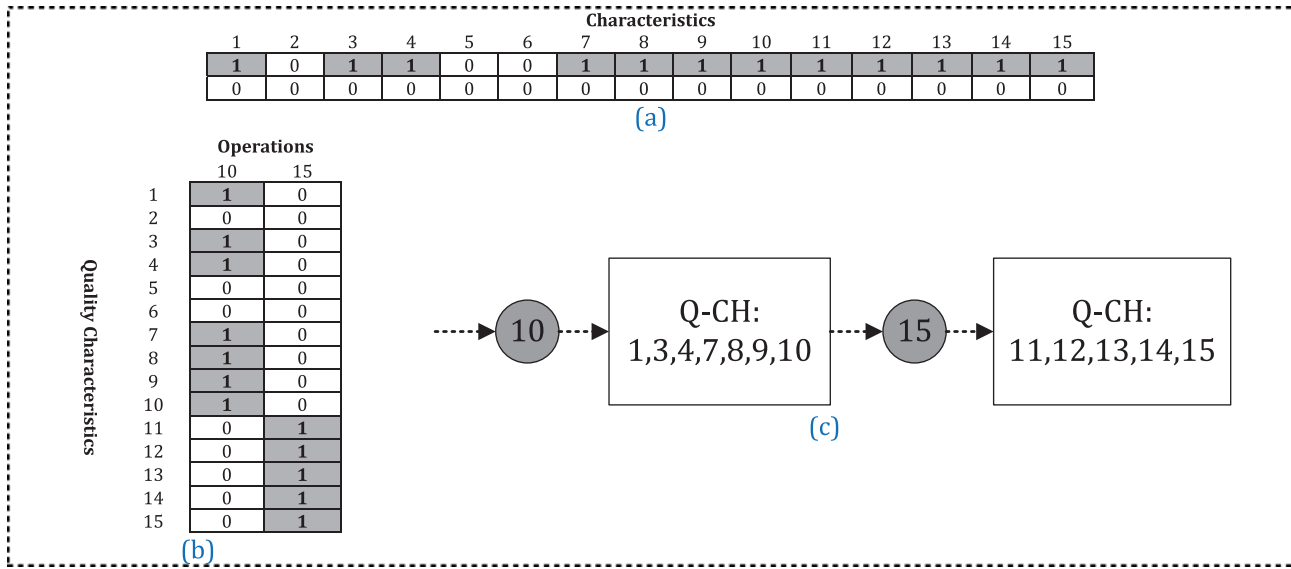 Characteristics
1 2 3 4 5 6 7 8 9 10 11 12 13 14 15
1 0 1 1 0 0 1 1 1 1 1 1 1 1 1
0 0 0 0 0 0 0 0 0 0 0 0 0 0 0
(a)
Operations
10 15
Quality Characteristics
1 1 0
2 0 0
3 1 0
4 1 0
5 0 0
6 0 0
7 1 0
8 1 0
9 1 0
10 1 0
11 0 1
12 0 1
13 0 1
14 0 1
15 0 1
(b)
10
Q-CH:
1,3,4,7,8,9,10
15
Q-CH:
11,12,13,14,15
(c)